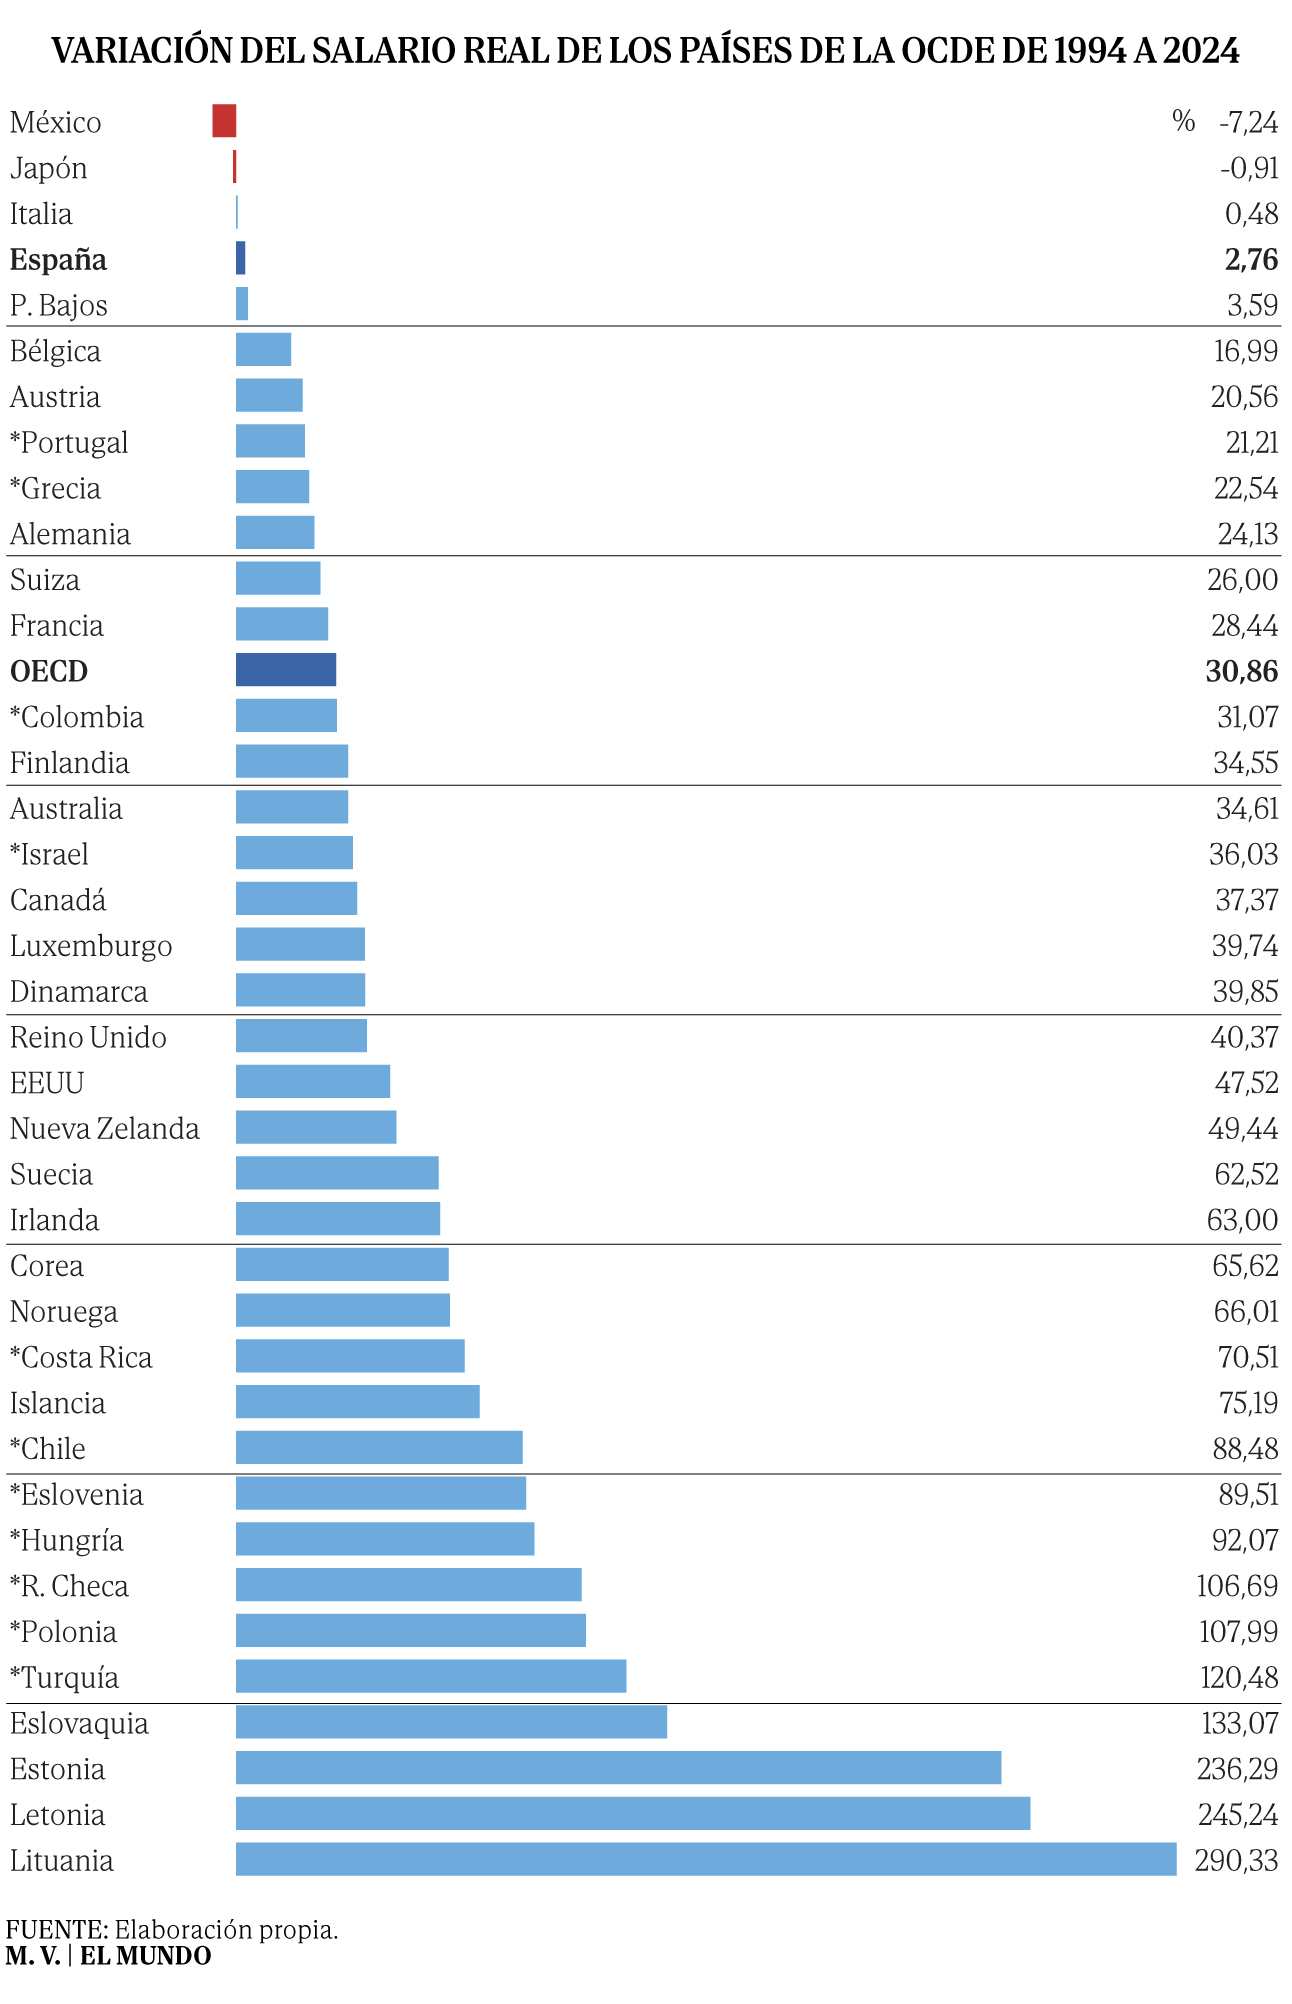 VARIACIÓN DEL SALARIO REAL DE LOS PAÍSES DE LA OCDE DE 1994 A 2024
México % -7,24
Japón -0,91
Italia 0,48
España 2,76
P. Bajos 3,59
Bélgica 16,99
Austria 20,56
*Portugal 21,21
*Grecia 22,54
Alemania 24,13
Suiza 26,00
Francia 28,44
OECD 30,86
*Colombia 31,07
Finlandia 34,55
Australia 34,61
*Israel 36,03
Canadá 37,37
Luxemburgo 39,74
Dinamarca 39,85
Reino Unido 40,37
EEUU 47,52
Nueva Zelanda 49,44
Suecia 62,52
Irlanda 63,00
Corea 65,62
Noruega 66,01
*Costa Rica 70,51
Islancia 75,19
*Chile 88,48
*Eslovenia 89,51
*Hungría 92,07
*R. Checa 106,69
*Polonia 107,99
*Turquía 120,48
Eslovaquia 133,07
Estonia 236,29
Letonia 245,24
Lituania 290,33
FUENTE: Elaboración propia.
M. V. | EL MUNDO